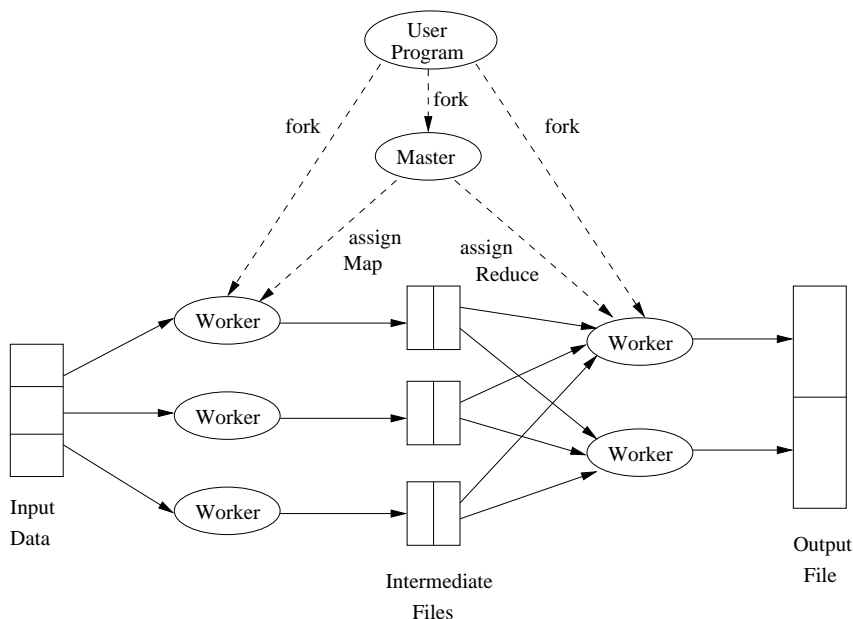 User
Program
fork
fork
fork
Master
assign
Map
assign
Reduce
Worker
Worker
Worker
Worker
Worker
Input
Data
Intermediate
Files
Output
File